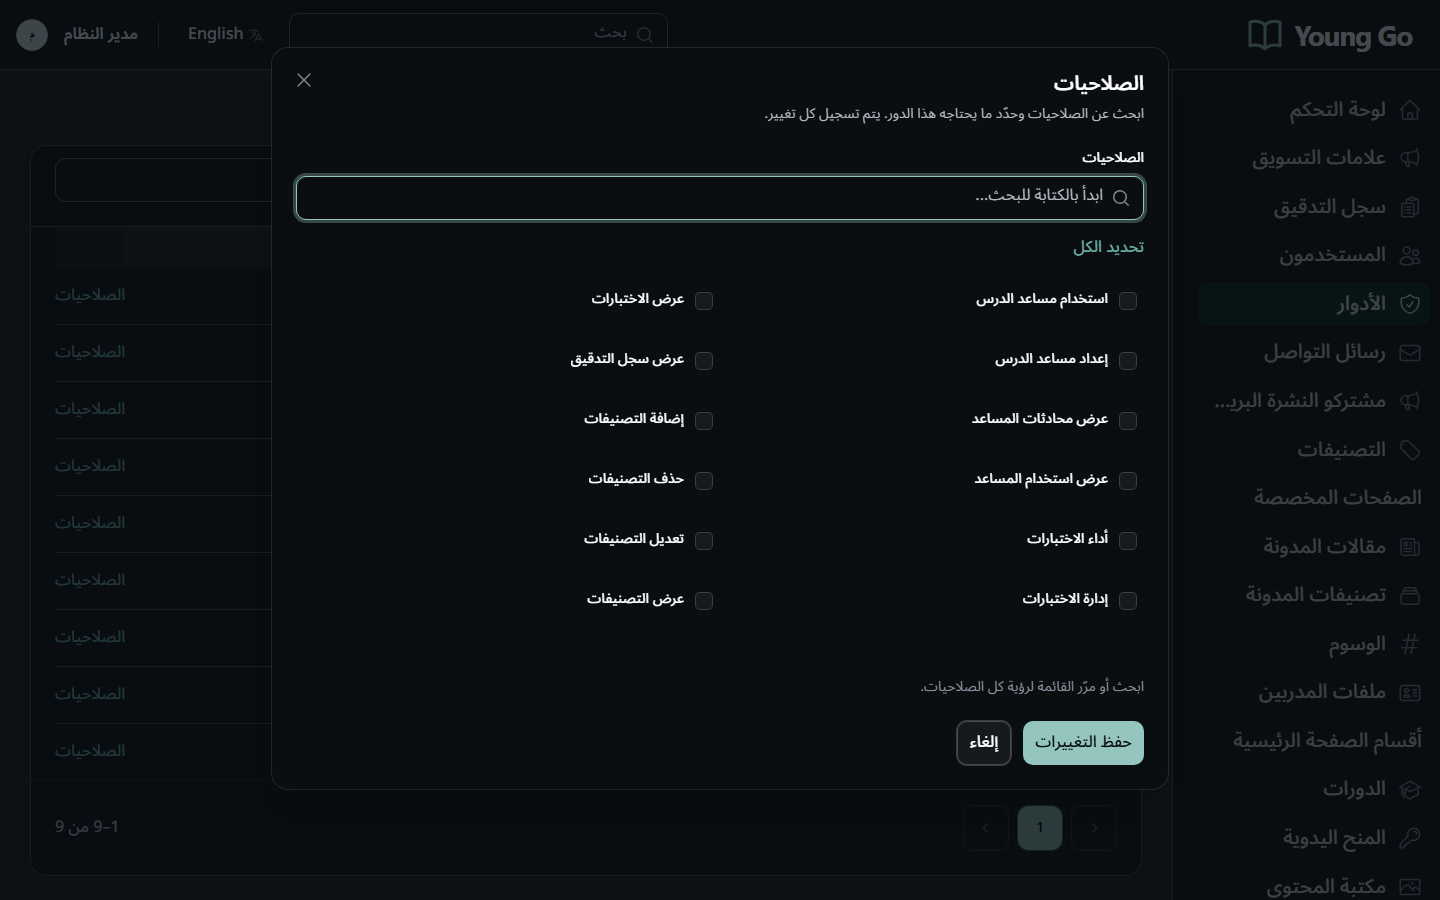 Young Go
بحث
English
مدير النظام
م
لوحة التحكم
علامات التسويق
سجل التدقيق
المستخدمون
الأدوار
رسائل التواصل
مشتركو النشرة البريـ...
التصنيفات
الصفحات المخصصة
مقالات المدونة
تصنيفات المدونة
الوسوم
ملفات المدربين
أقسام الصفحة الرئيسية
الدورات
المنح اليدوية
مكتبة المحتوى
الصلاحيات
ابحث عن الصلاحيات وحدّد ما يحتاجه هذا الدور. يتم تسجيل كل تغيير.
الصلاحيات
ابدأ بالكتابة للبحث...
تحديد الكل
استخدام مساعد الدرس
عرض الاختبارات
إعداد مساعد الدرس
عرض سجل التدقيق
عرض محادثات المساعد
إضافة التصنيفات
عرض استخدام المساعد
حذف التصنيفات
أداء الاختبارات
تعديل التصنيفات
إدارة الاختبارات
عرض التصنيفات
ابحث أو مرّر القائمة لرؤية كل الصلاحيات.
حفظ التغييرات
إلغاء
الصلاحيات
الصلاحيات
الصلاحيات
الصلاحيات
الصلاحيات
الصلاحيات
الصلاحيات
الصلاحيات
الصلاحيات
1
1–9 من 9